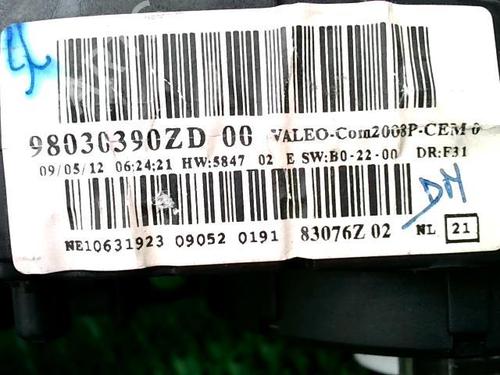 98030390ZD 00 VALEO-Com2008P-CEM 0
09/05/12 06:24;21 HW:5847 02 E SW:B0-22-00 DR:F31
DM
NE10631923 09052 0191 83076Z 02 NL 21